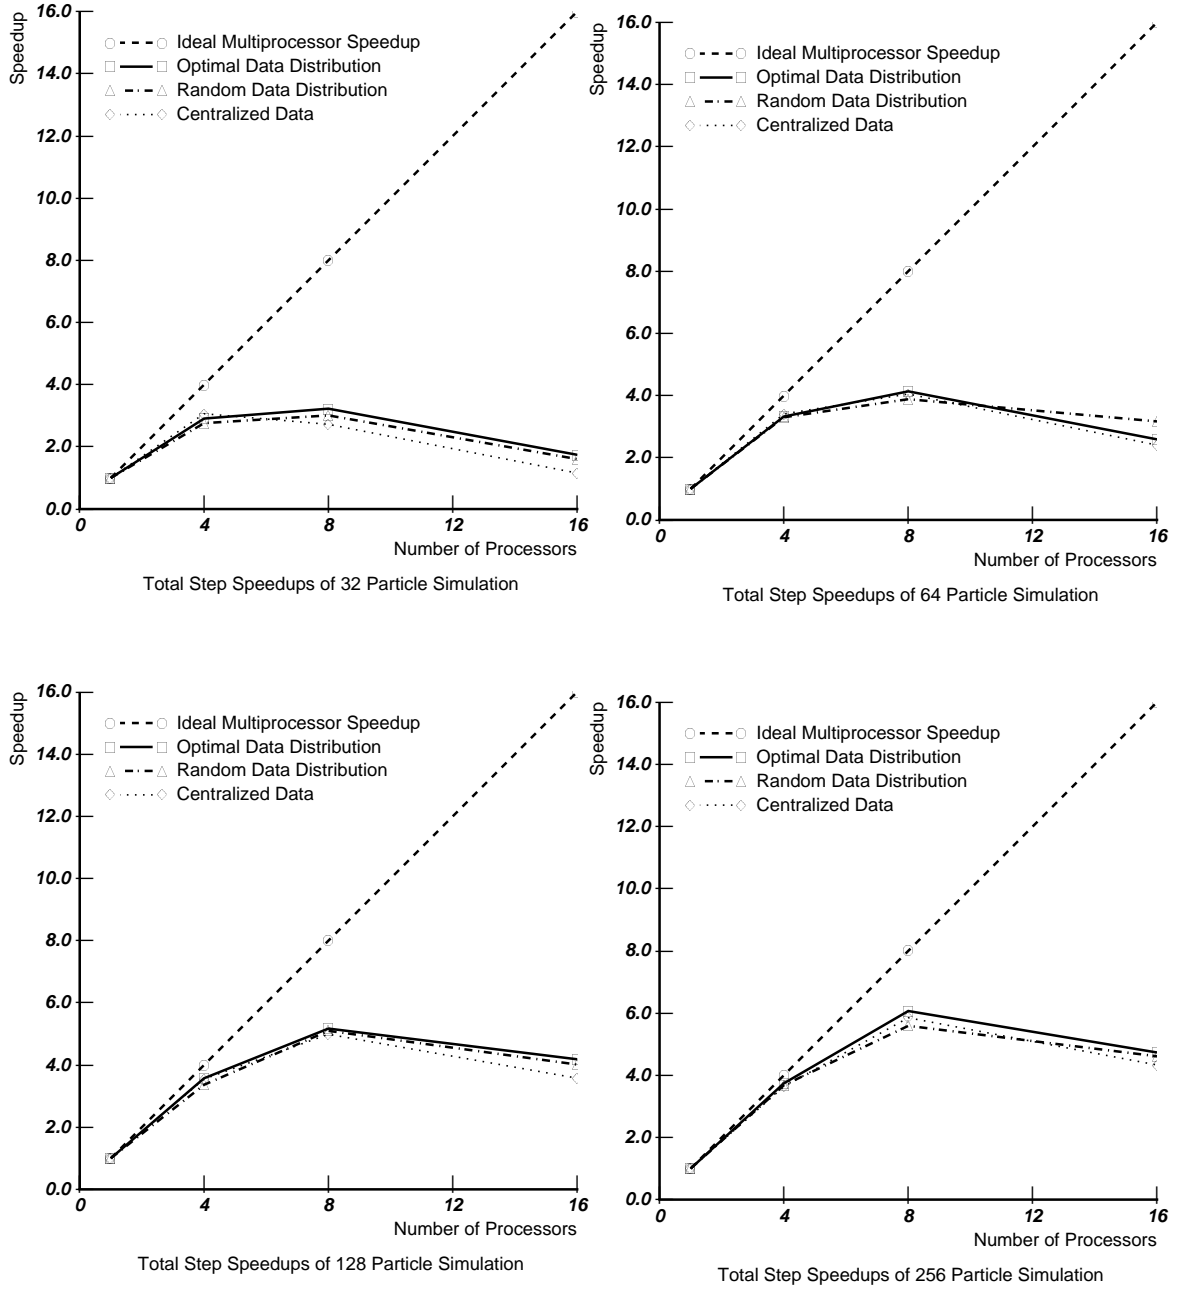 Speedup
16.0
14.0
12.0
10.0
8.0
6.0
4.0
2.0
0.0
Ideal Multiprocessor Speedup
Optimal Data Distribution
Random Data Distribution
Centralized Data
0 4 8 12 16
Number of Processors
Total Step Speedups of 32 Particle Simulation
Speedup
16.0
14.0
12.0
10.0
8.0
6.0
4.0
2.0
0.0
Ideal Multiprocessor Speedup
Optimal Data Distribution
Random Data Distribution
Centralized Data
0 4 8 12 16
Number of Processors
Total Step Speedups of 64 Particle Simulation
Speedup
16.0
14.0
12.0
10.0
8.0
6.0
4.0
2.0
0.0
Ideal Multiprocessor Speedup
Optimal Data Distribution
Random Data Distribution
Centralized Data
0 4 8 12 16
Number of Processors
Total Step Speedups of 128 Particle Simulation
Speedup
16.0
14.0
12.0
10.0
8.0
6.0
4.0
2.0
0.0
Ideal Multiprocessor Speedup
Optimal Data Distribution
Random Data Distribution
Centralized Data
0 4 8 12 16
Number of Processors
Total Step Speedups of 256 Particle Simulation